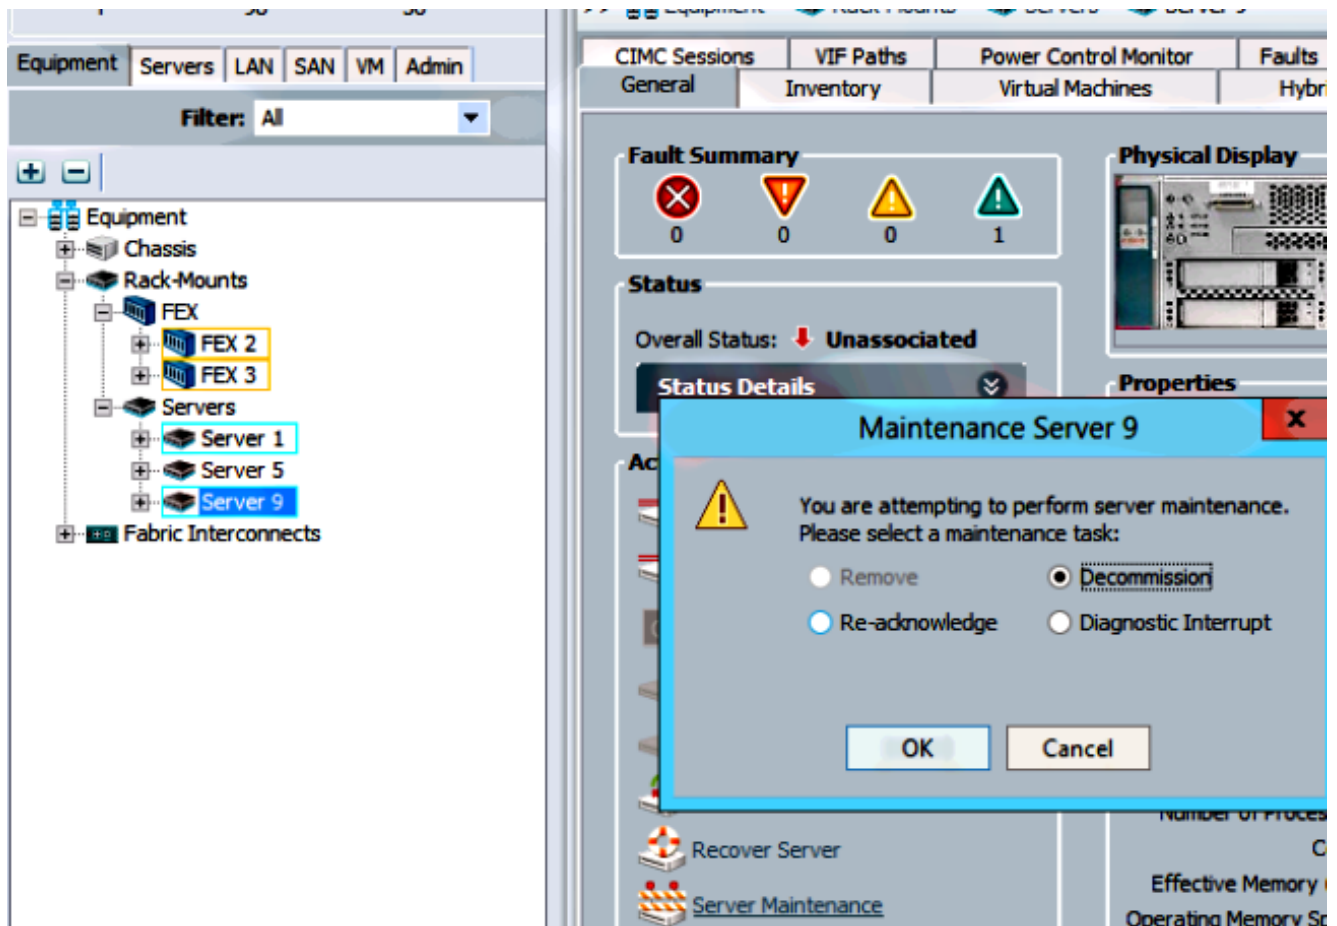 Equipment Servers LAN SAN VM Admin
Filter: All
Equipment
Chassis
Rack-Mounts
FEX
FEX 2
FEX 3
Servers
Server 1
Server 5
Server 9
Fabric Interconnects
Equipment
CIMC Sessions VIF Paths Power Control Monitor Faults
General Inventory Virtual Machines
Fault Summary
0 0 0 1
Physical Display
Status
Overall Status: Unassociated
Status Details
Properties
Maintenance Server 9
You are attempting to perform server maintenance.
Please select a maintenance task:
Remove Decommission
Re-acknowledge Diagnostic Interrupt
OK Cancel
Recover Server
Server Maintenance
Effective Memory
Operating Memory